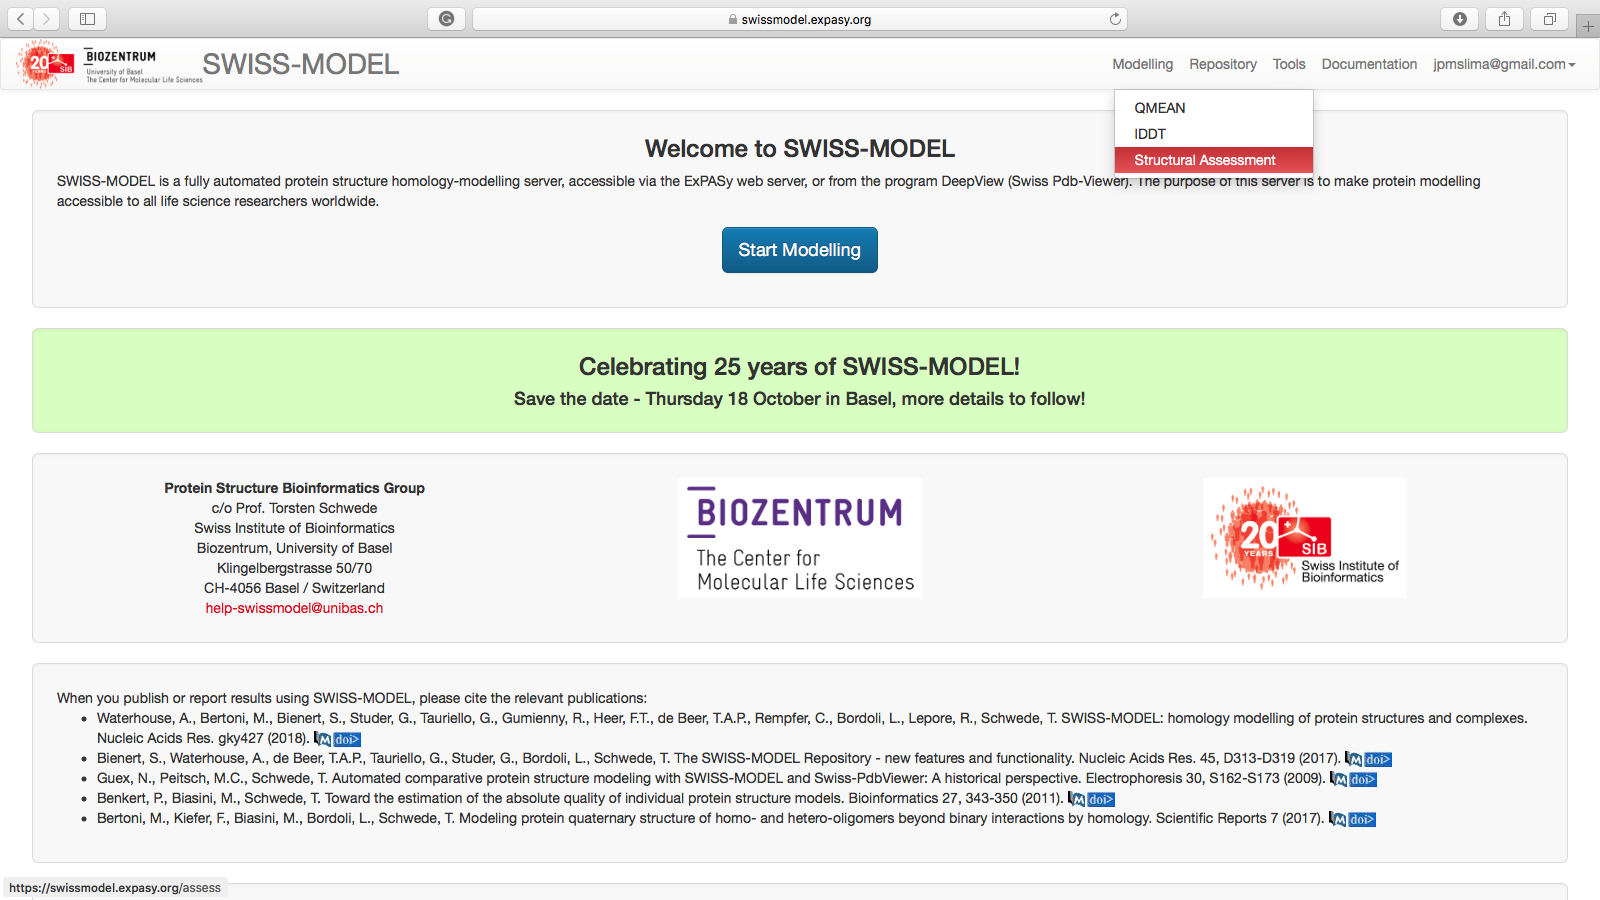 swissmodel.expasy.org
20
YEARS
SIB
BIOZENTRUM
University of Basel
The Center for Molecular Life Sciences
SWISS-MODEL
Modelling
Repository
Tools
Documentation
jpmslima@gmail.com
QMEAN
lDDT
Structural Assessment
Welcome to SWISS-MODEL
SWISS-MODEL is a fully automated protein structure homology-modelling server, accessible via the ExPASy web server, or from the program DeepView (Swiss Pdb-Viewer). The purpose of this server is to make protein modelling
accessible to all life science researchers worldwide.
Start Modelling
Celebrating 25 years of SWISS-MODEL!
Save the date - Thursday 18 October in Basel, more details to follow!
Protein Structure Bioinformatics Group
c/o Prof. Torsten Schwede
Swiss Institute of Bioinformatics
Biozentrum, University of Basel
Klingelbergstrasse 50/70
CH-4056 Basel / Switzerland
help-swissmodel@unibas.ch
BIOZENTRUM
The Center for
Molecular Life Sciences
20
YEARS
SIB
Swiss Institute of
Bioinformatics
When you publish or report results using SWISS-MODEL, please cite the relevant publications:
• Waterhouse, A., Bertoni, M., Bienert, S., Studer, G., Tauriello, G., Gumienny, R., Heer, F.T., de Beer, T.A.P., Rempfer, C., Bordoli, L., Lepore, R., Schwede, T. SWISS-MODEL: homology modelling of protein structures and complexes.
Nucleic Acids Res. gky427 (2018). M doi>
• Bienert, S., Waterhouse, A., de Beer, T.A.P., Tauriello, G., Studer, G., Bordoli, L., Schwede, T. The SWISS-MODEL Repository - new features and functionality. Nucleic Acids Res. 45, D313-D319 (2017). M doi>
• Guex, N., Peitsch, M.C., Schwede, T. Automated comparative protein structure modeling with SWISS-MODEL and Swiss-PdbViewer: A historical perspective. Electrophoresis 30, S162-S173 (2009). M doi>
• Benkert, P., Biasini, M., Schwede, T. Toward the estimation of the absolute quality of individual protein structure models. Bioinformatics 27, 343-350 (2011). M doi>
• Bertoni, M., Kiefer, F., Biasini, M., Bordoli, L., Schwede, T. Modeling protein quaternary structure of homo- and hetero-oligomers beyond binary interactions by homology. Scientific Reports 7 (2017). M doi>
https://swissmodel.expasy.org/assess